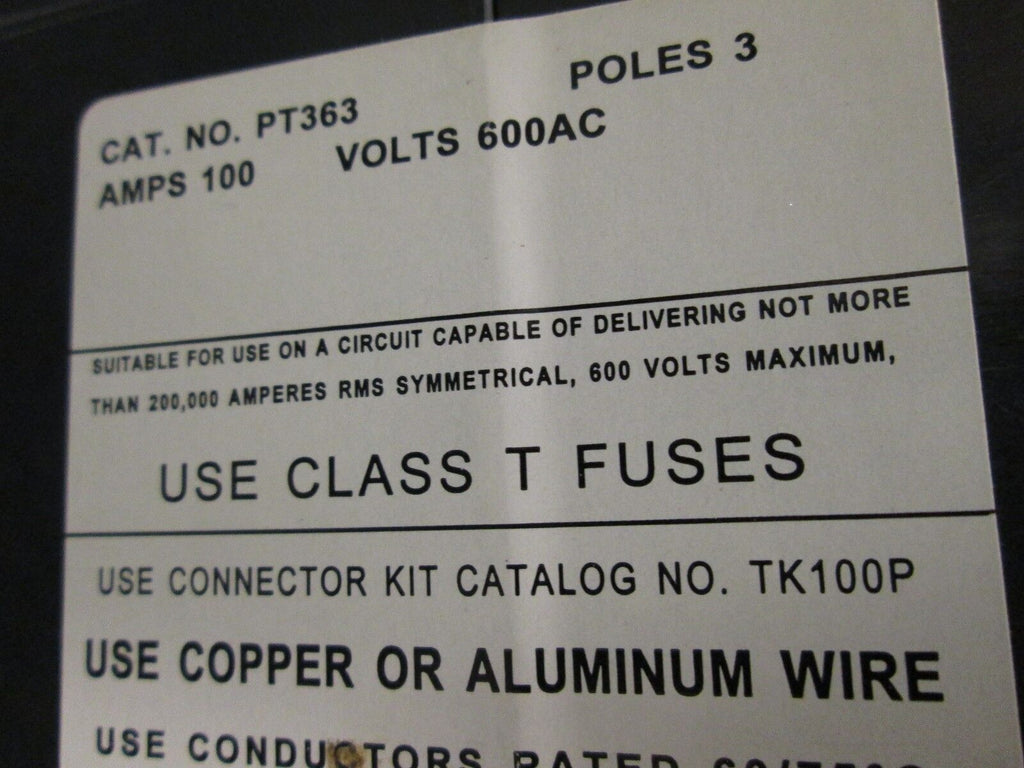 CAT. NO. PT363 POLES 3
AMPS 100 VOLTS 600AC
SUITABLE FOR USE ON A CIRCUIT CAPABLE OF DELIVERING NOT MORE
THAN 200,000 AMPERES RMS SYMMETRICAL, 600 VOLTS MAXIMUM,
USE CLASS T FUSES
USE CONNECTOR KIT CATALOG NO. TK100P
USE COPPER OR ALUMINUM WIRE
USE CONDUCTORS RATED